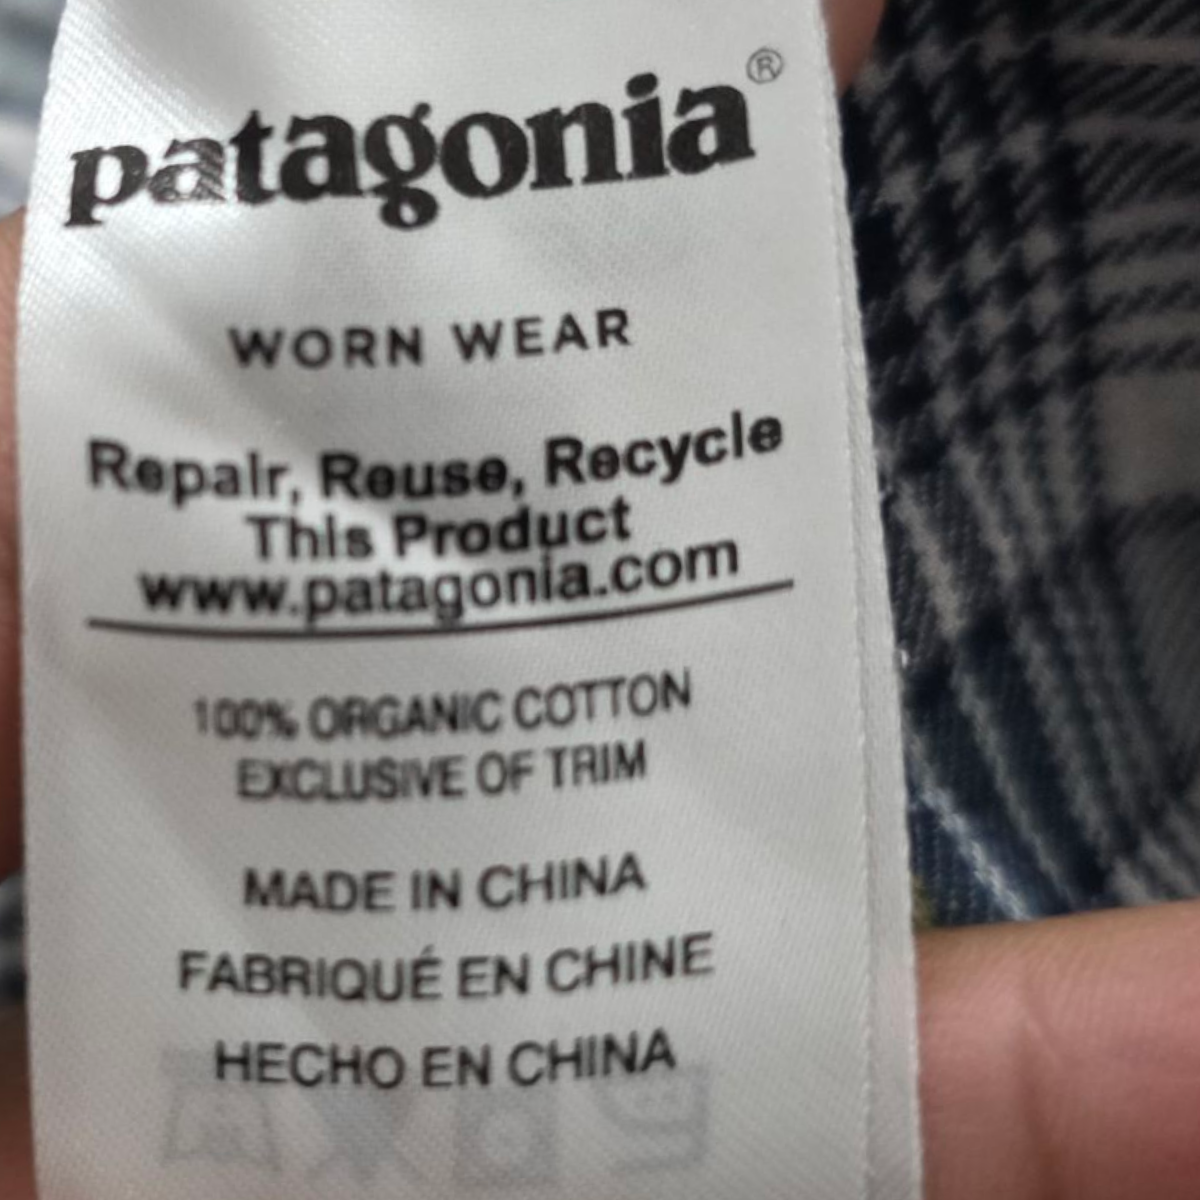 patagonia®
WORN WEAR
Repair, Reuse, Recycle
This Product
www.patagonia.com
100% ORGANIC COTTON
EXCLUSIVE OF TRIM
MADE IN CHINA
FABRIQUÉ EN CHINE
HECHO EN CHINA